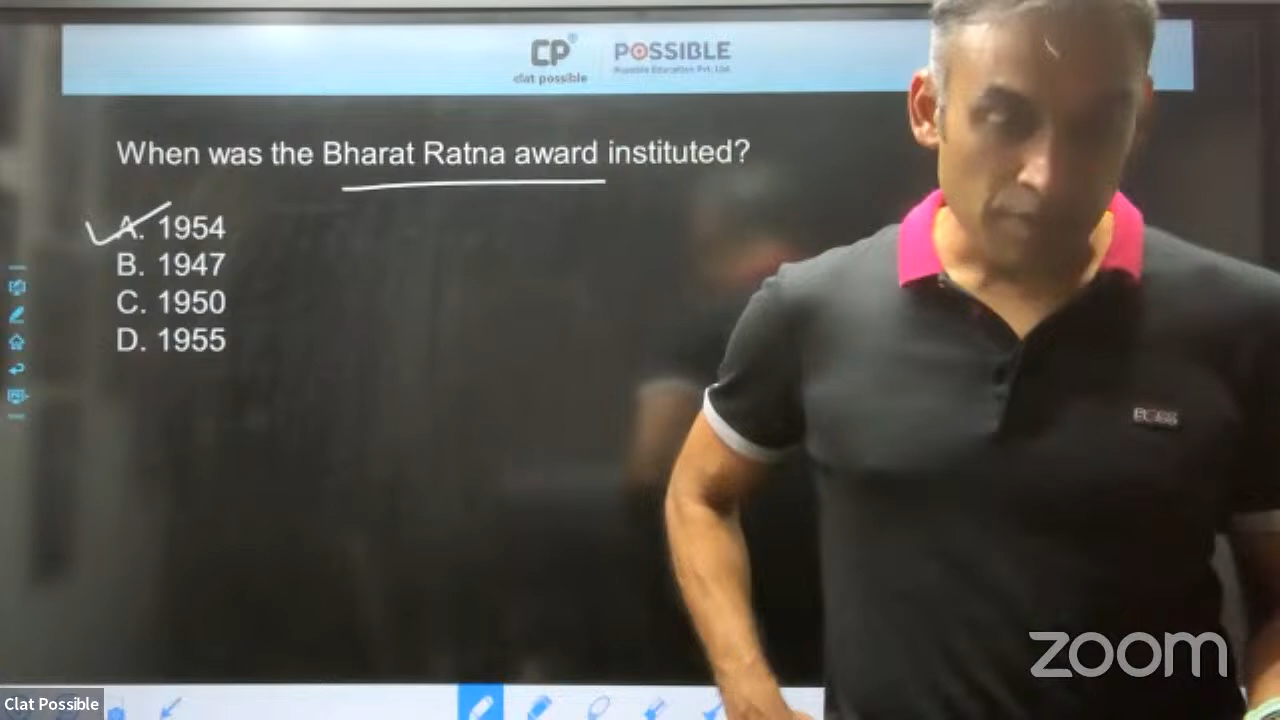 CP
clat possible
POSSIBLE
Possible Education Pvt. Ltd.
When was the Bharat Ratna award instituted?
A. 1954
B. 1947
C. 1950
D. 1955
BOSS
zoom
Clat Possible